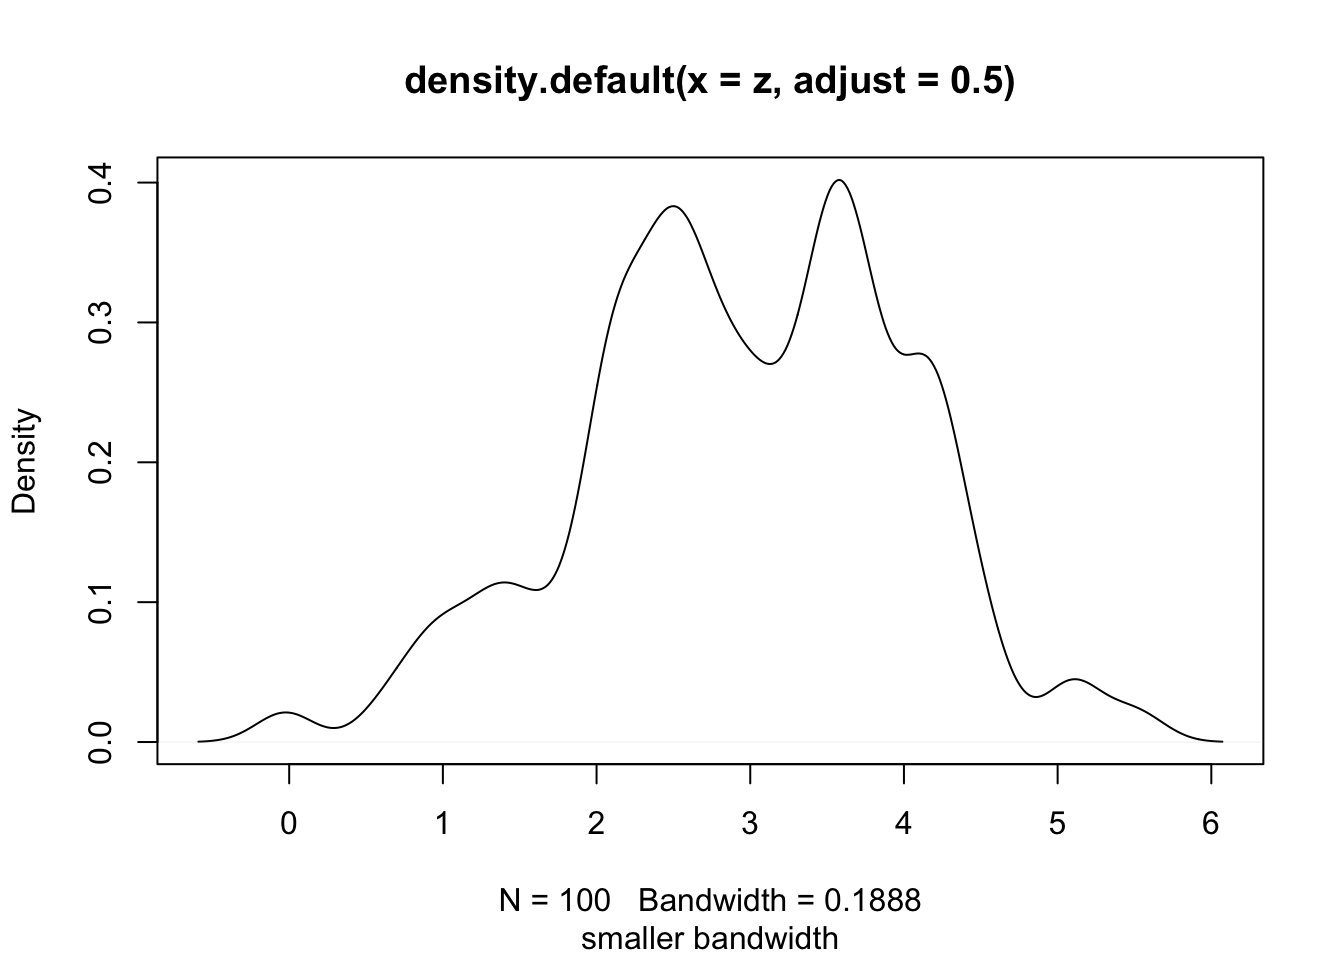 density.default(x = z, adjust = 0.5)
Density
0.4
0.3
0.2
0.1
0.0
0 1 2 3 4 5 6
N = 100   Bandwidth = 0.1888
smaller bandwidth